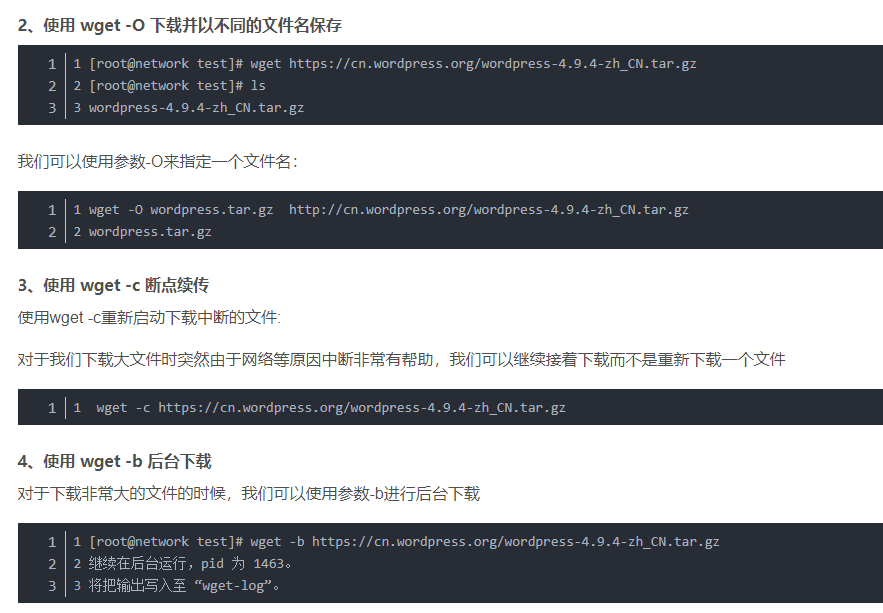 2、使用 wget -O 下载并以不同的文件名保存
1 1 [root@network test]# wget https://cn.wordpress.org/wordpress-4.9.4-zh_CN.tar.gz
2 2 [root@network test]# ls
3 3 wordpress-4.9.4-zh_CN.tar.gz
我们可以使用参数-O来指定一个文件名：
1 1 wget -O wordpress.tar.gz  http://cn.wordpress.org/wordpress-4.9.4-zh_CN.tar.gz
2 2 wordpress.tar.gz
3、使用 wget -c 断点续传
使用wget -c重新启动下载中断的文件:
对于我们下载大文件时突然由于网络等原因中断非常有帮助，我们可以继续接着下载而不是重新下载一个文件
1 1  wget -c https://cn.wordpress.org/wordpress-4.9.4-zh_CN.tar.gz
4、使用 wget -b 后台下载
对于下载非常大的文件的时候，我们可以使用参数-b进行后台下载
1 1 [root@network test]# wget -b https://cn.wordpress.org/wordpress-4.9.4-zh_CN.tar.gz
2 2 继续在后台运行，pid 为 1463。
3 3 将把输出写入至 “wget-log”。